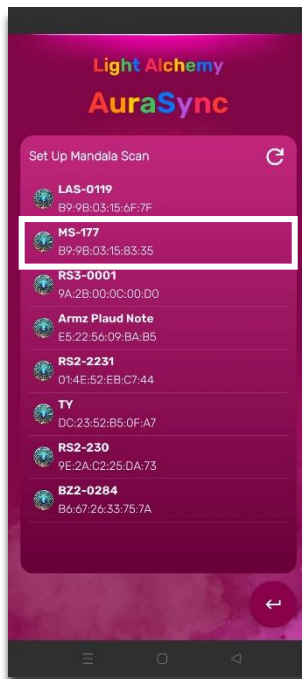 Light Alchemy
AuraSync
Set Up Mandala Scan
LAS-0119
B9:9B:03:15:6F:7F
MS-177
B9:9B:03:15:83:35
RS3-0001
9A:2B:00:0C:00:D0
Armz Plaud Note
E5:22:56:09:BA:B5
RS2-2231
01:4E:52:EB:C7:44
TY
DC:23:52:B5:0F:A7
RS2-230
9E:2A:C2:25:DA:73
BZ2-0284
B6:67:26:33:75:7A